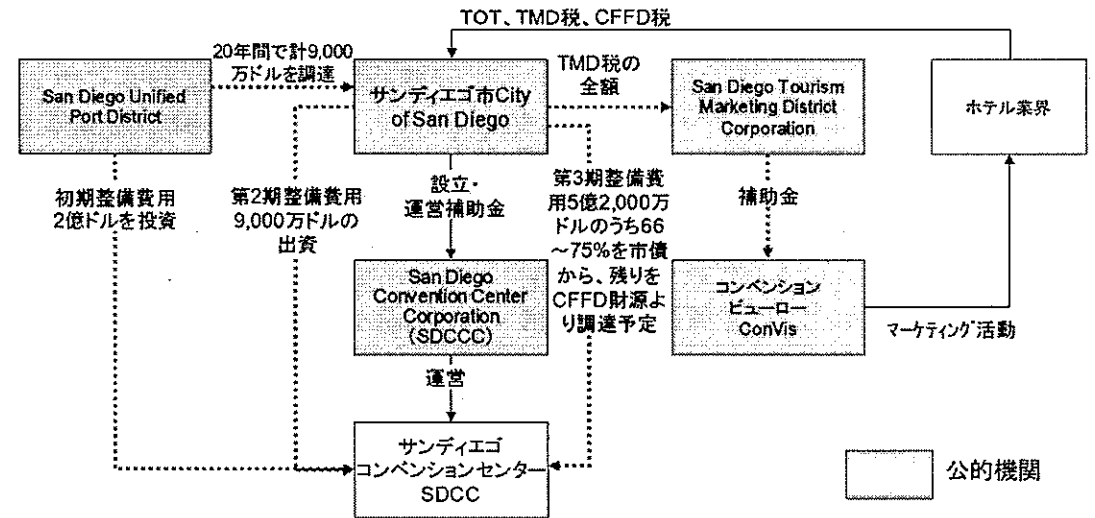 TOT、TMD税、CFFD税
20年間で計9,000
万ドルを調達
San Diego Unified
Port District
サンディエゴ市City
of San Diego
TMD税の
全額
San Diego Tourism
Marketing District
Corporation
ホテル業界
初期整備費用
2億ドルを投資
第2期整備費用
9,000万ドルの
出資
設立・
運営補助金
第3期整備費
用5億2,000万
ドルのうち66
～75%を市債
から、残りを
CFFD財源よ
り調達予定
補助金
San Diego
Convention Center
Corporation
(SDCCC)
コンベンション
ビューロー
ConVis
マーケティング活動
運営
サンディエゴ
コンベンションセンター
SDCC
公的機関